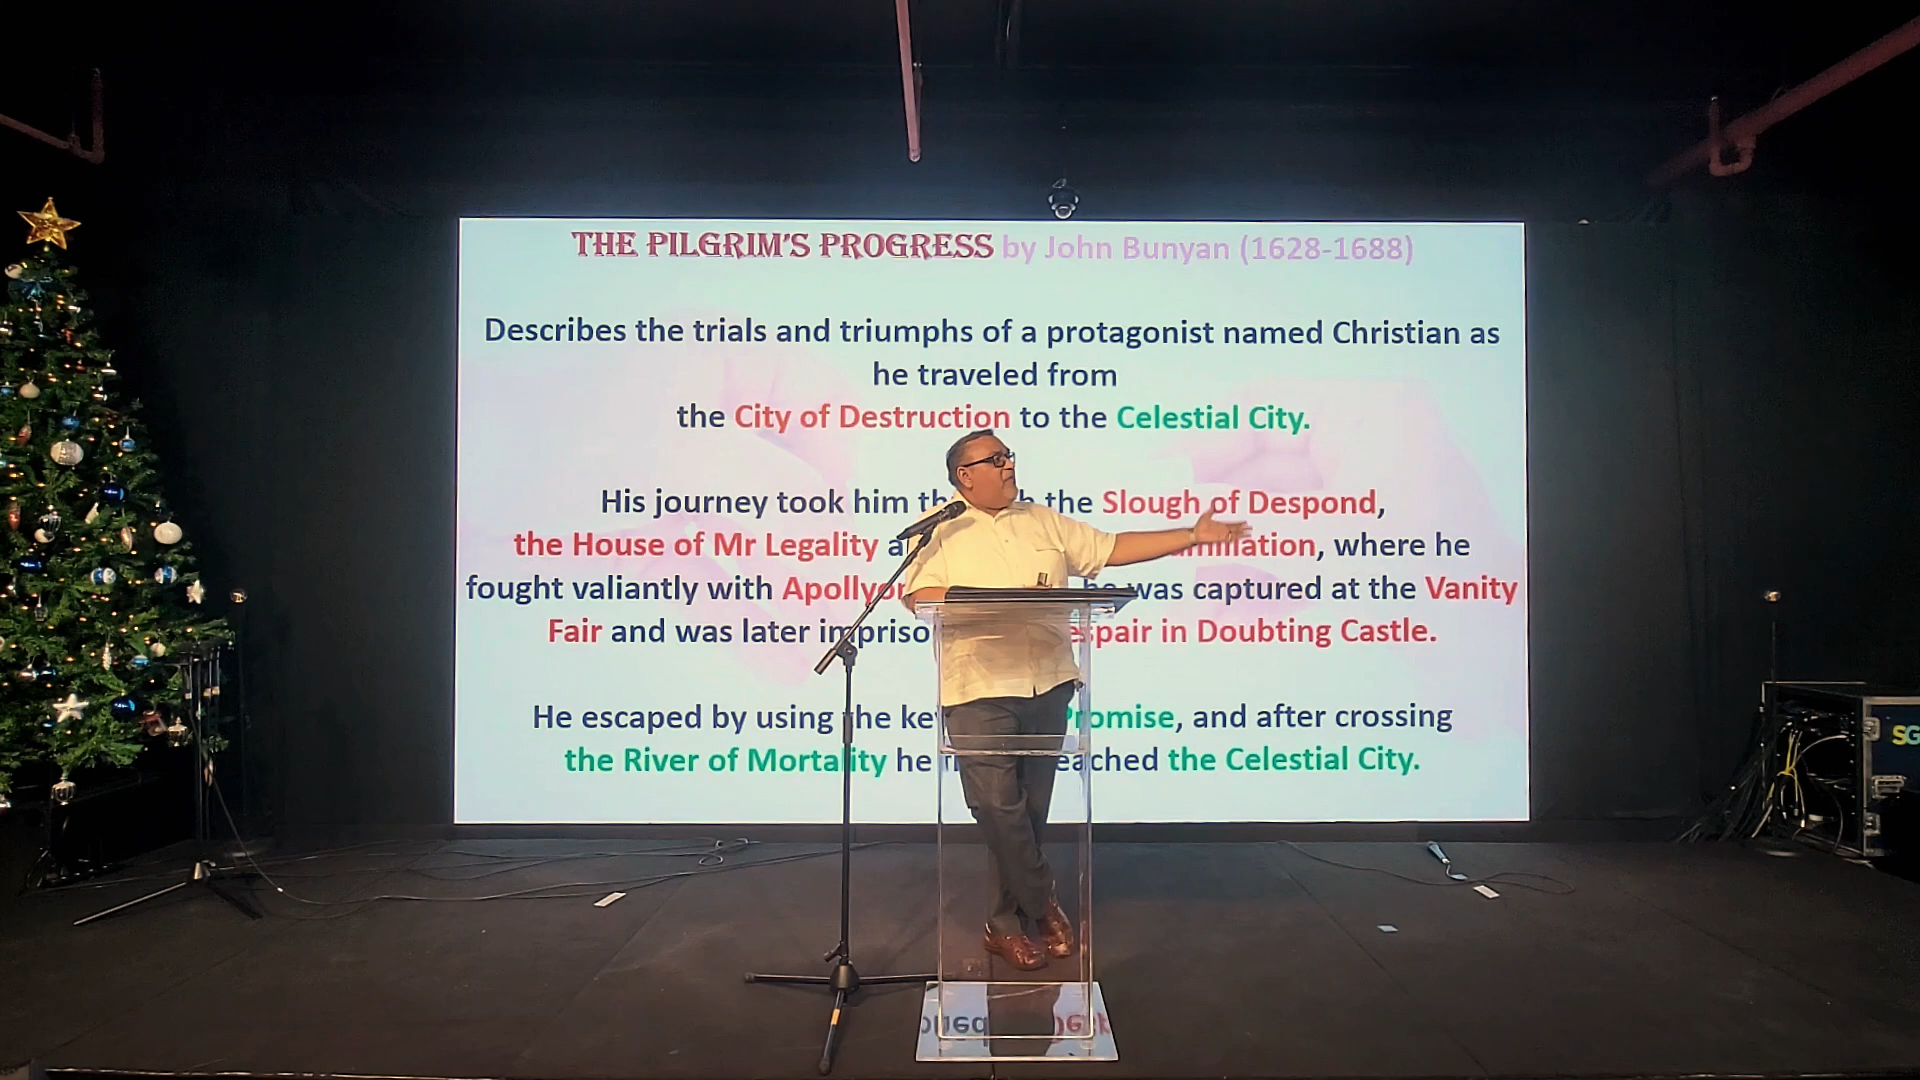 THE PILGRIM'S PROGRESS by John Bunyan (1628-1688)
Describes the trials and triumphs of a protagonist named Christian as
he traveled from
the City of Destruction to the Celestial City.
His journey took him the Slough of Despond,
the House of Mr Legality where he
fought valiantly with he was captured at the Vanity
Fair and was later in Doubting Castle.
He escaped by using the Promise, and after crossing
the River of Mortality he the Celestial City.
SG